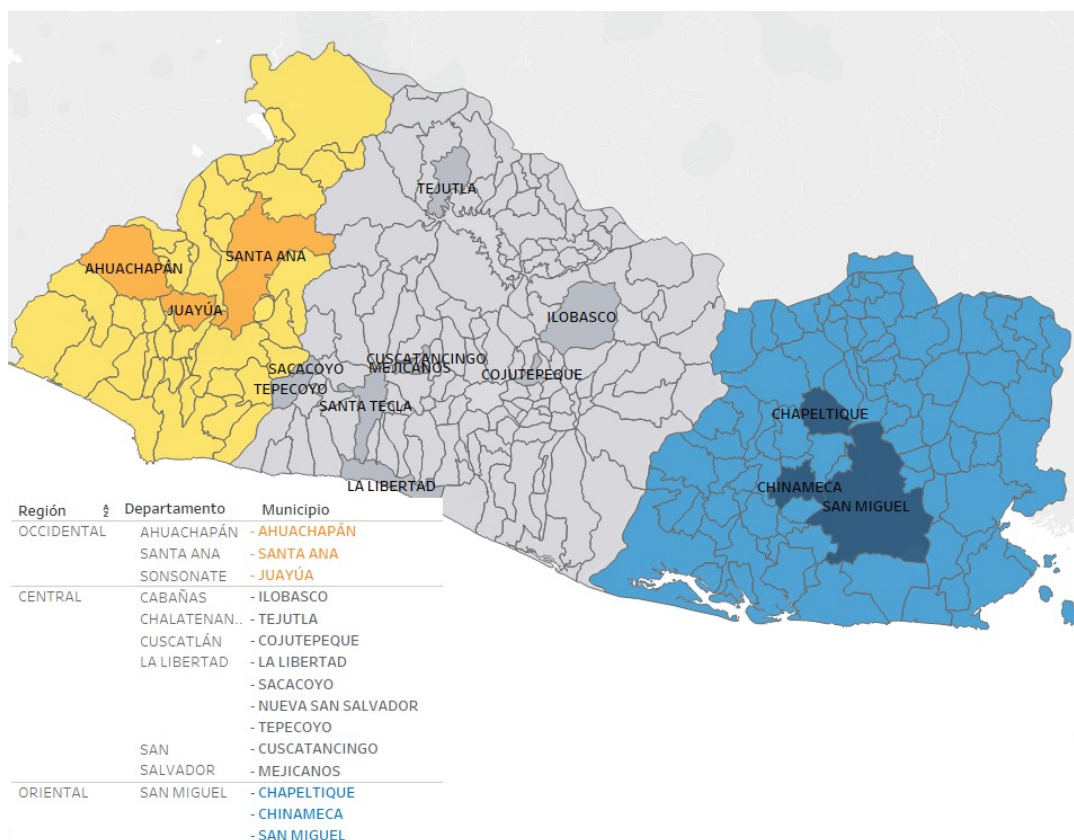 TEJUTLA
SANTA ANA
AHUACHAPÁN
JUAYÚA
ILOBASCO
CUSCATANCINGO
SACACOYO
MEJICANOS
COJUTEPEQUE
TEPECOYO
SANTA TECLA
CHAPELTIQUE
LA LIBERTAD
CHINAMECA
SAN MIGUEL
Región Departamento Municipio
OCCIDENTAL AHUACHAPÁN - AHUACHAPÁN
SANTA ANA - SANTA ANA
SONSONATE - JUAYÚA
CENTRAL CABAÑAS - ILOBASCO
CHALATENAN.. - TEJUTLA
CUSCATLÁN - COJUTEPEQUE
LA LIBERTAD - LA LIBERTAD
- SACACOYO
- NUEVA SAN SALVADOR
- TEPECOYO
SAN - CUSCATANCINGO
SALVADOR - MEJICANOS
ORIENTAL SAN MIGUEL - CHAPELTIQUE
- CHINAMECA
- SAN MIGUEL